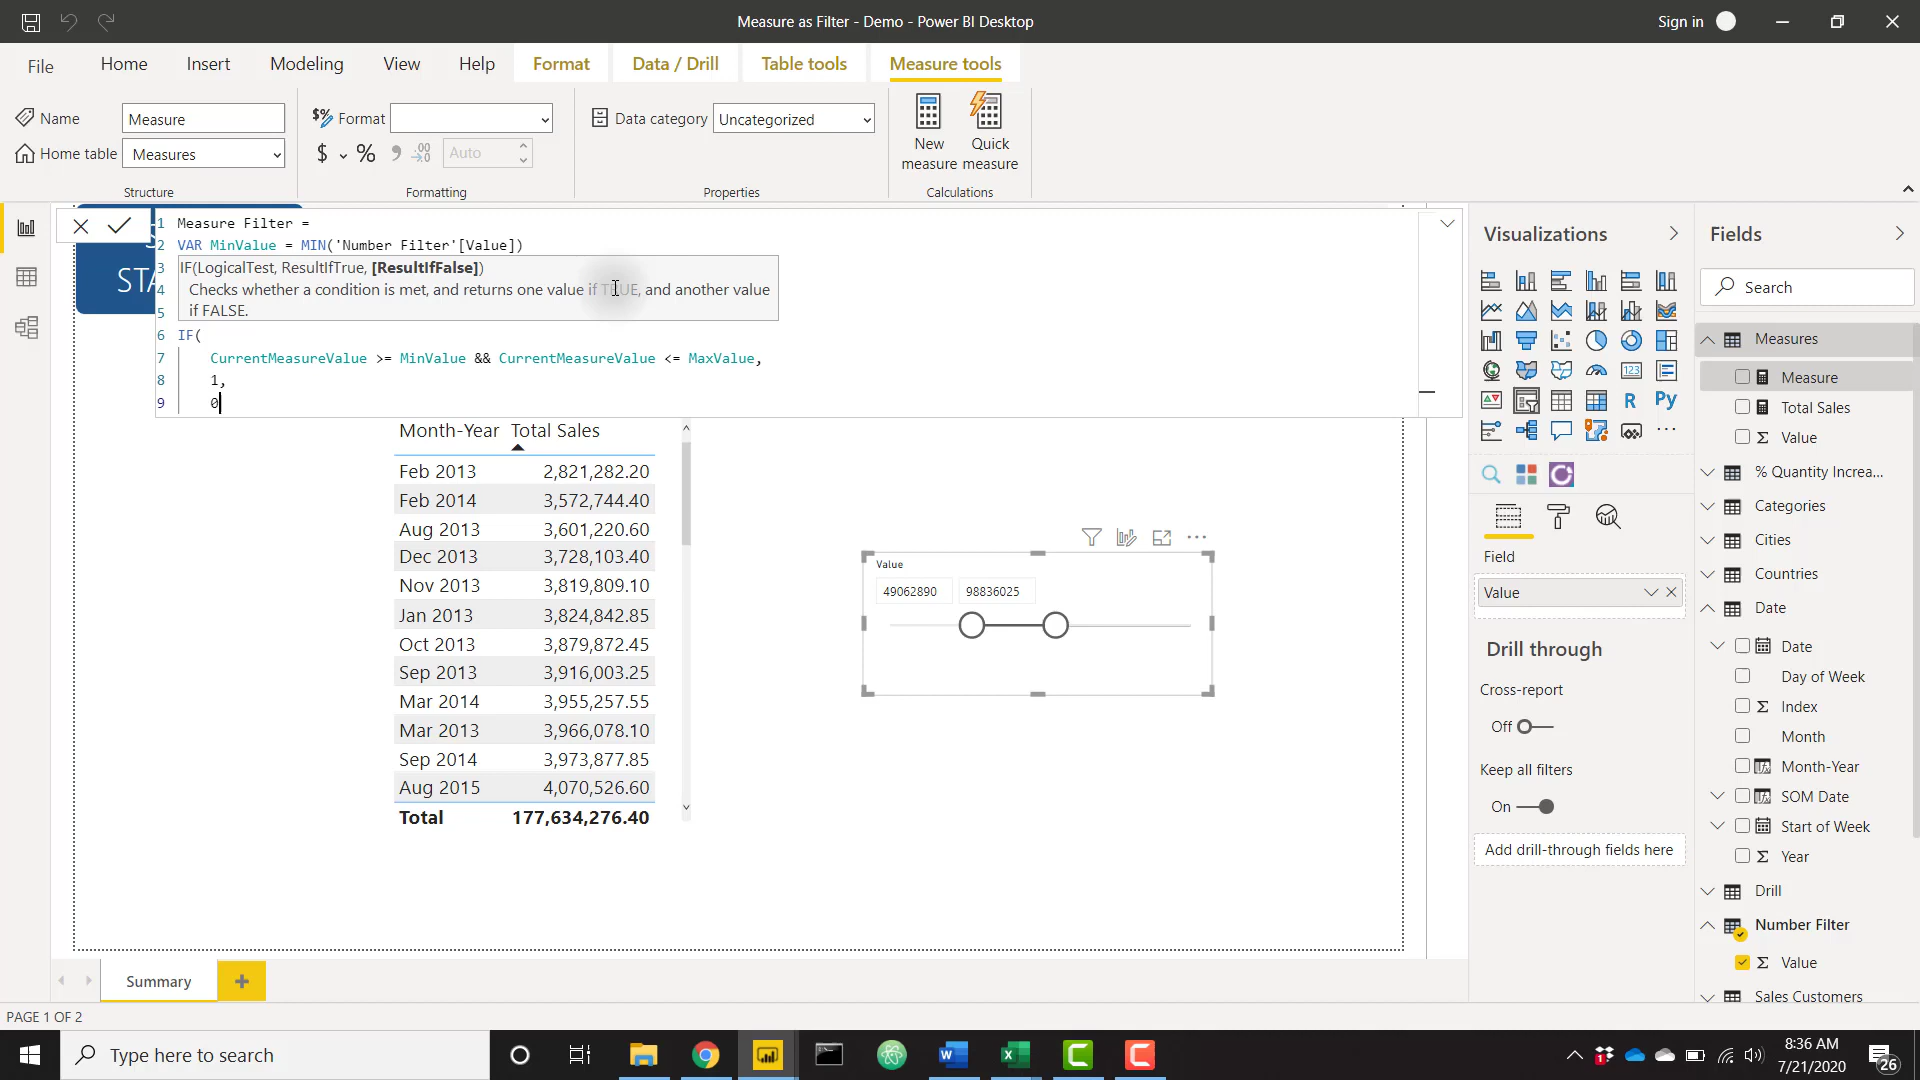 Measure as Filter - Demo - Power BI Desktop
Sign in
File
Home
Insert
Modeling
View
Help
Format
Data / Drill
Table tools
Measure tools
Name
Measure
Format
Data category
Uncategorized
New measure
Quick measure
Home table
Measures
$
%
Auto
Structure
Formatting
Properties
Calculations
1 Measure Filter =
2 VAR MinValue = MIN('Number Filter'[Value])
3
IF(LogicalTest, ResultIfTrue, [ResultIfFalse])
4
Checks whether a condition is met, and returns one value if TRUE, and another value
5
if FALSE.
6 IF(
7 CurrentMeasureValue >= MinValue && CurrentMeasureValue <= MaxValue,
8 1,
9 0
STA
Month-Year Total Sales
Feb 2013 2,821,282.20
Feb 2014 3,572,744.40
Aug 2013 3,601,220.60
Dec 2013 3,728,103.40
Nov 2013 3,819,809.10
Jan 2013 3,824,842.85
Oct 2013 3,879,872.45
Sep 2013 3,916,003.25
Mar 2014 3,955,257.55
Mar 2013 3,966,078.10
Sep 2014 3,973,877.85
Aug 2015 4,070,526.60
Total 177,634,276.40
Value
49062890 98836025
Visualizations
123
R
Py
Field
Value
Drill through
Cross-report
Off
Keep all filters
On
Add drill-through fields here
Fields
Search
Measures
Measure
Total Sales
Value
% Quantity Increa...
Categories
Cities
Countries
Date
Date
Day of Week
Index
Month
Month-Year
SOM Date
Start of Week
Year
Drill
Number Filter
Value
Sales Customers
Summary
PAGE 1 OF 2
Type here to search
8:36 AM
7/21/2020
26